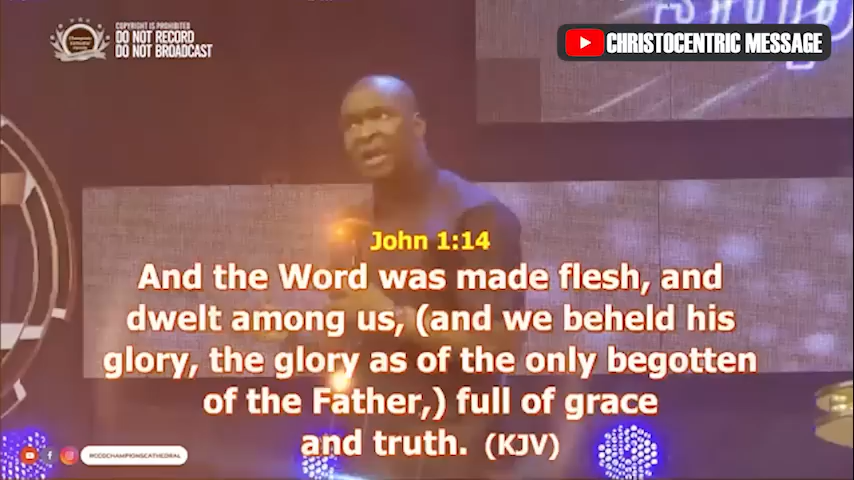 COPYRIGHT IS PROHIBITED
DO NOT RECORD
DO NOT BROADCAST
CHRISTOCENTRIC MESSAGE
John 1:14
And the Word was made flesh, and
dwelt among us, (and we beheld his
glory, the glory as of the only begotten
of the Father,) full of grace
and truth. (KJV)
RCCGCHAMPIONSCATHEDRAL